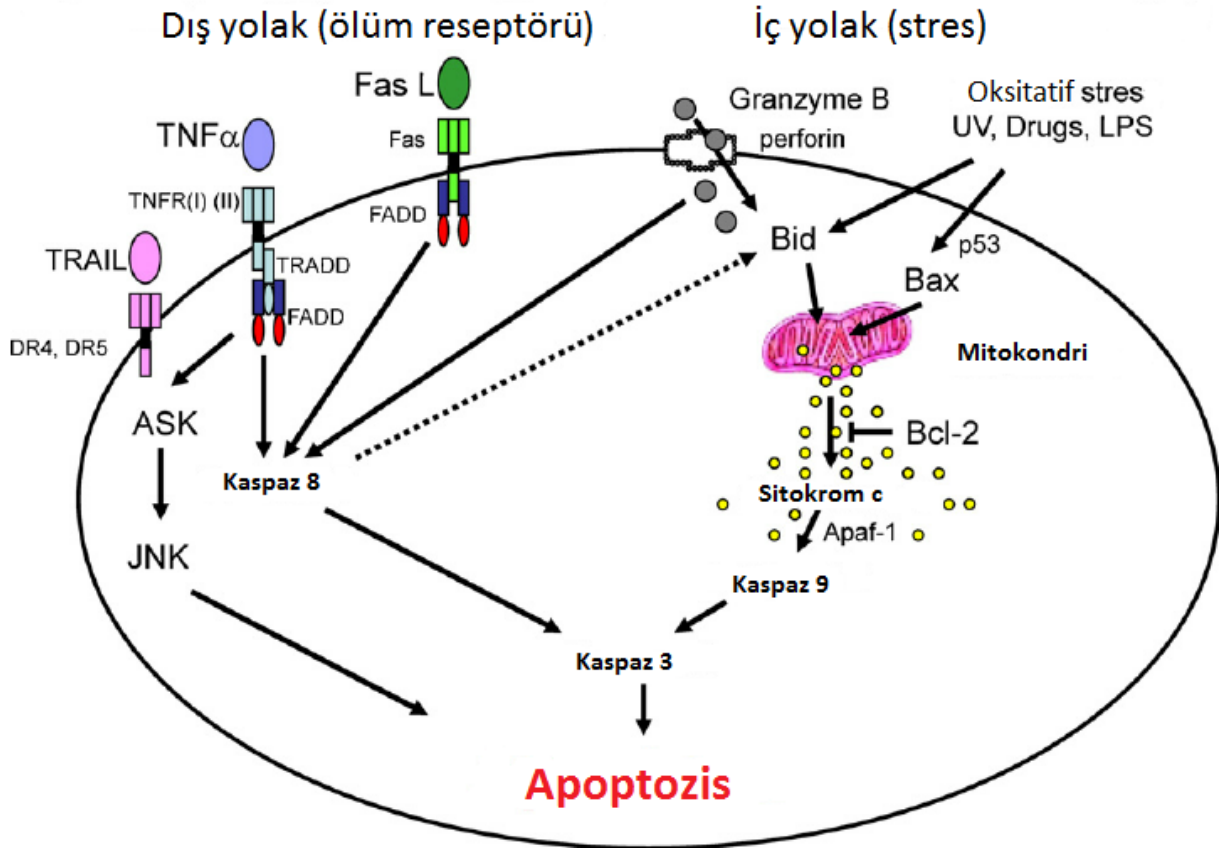 Dış yolak (ölüm reseptörü)
İç yolak (stres)
Fas L
Granzyme B
perforin
Oksitatif stres
UV, Drugs, LPS
TNFα
Fas
TNFR(I) (II)
FADD
TRAIL
TRADD
Bid
p53
Bax
FADD
DR4, DR5
Mitokondri
ASK
Bcl-2
Kaspaz 8
Sitokrom c
Apaf-1
JNK
Kaspaz 9
Kaspaz 3
Apoptozis